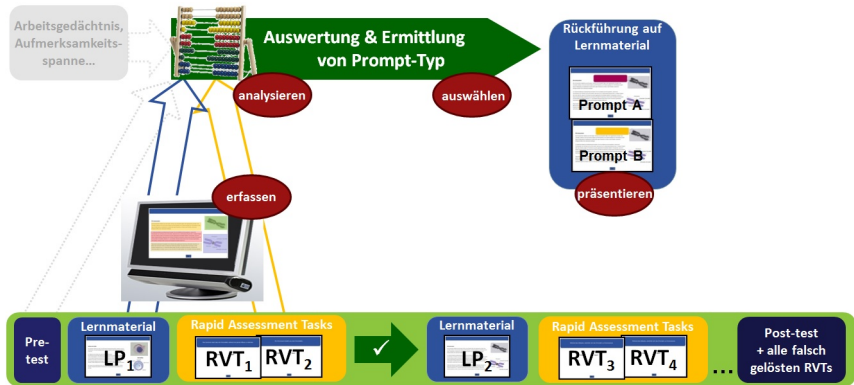 Arbeitsgedächtnis,
Aufmerksamkeits-
spanne...
Auswertung & Ermittlung
von Prompt-Typ
analysieren
auswählen
Rückführung auf
Lernmaterial
Prompt A
Prompt B
präsentieren
erfassen
Pre-
test
Lernmaterial
LP1
Rapid Assessment Tasks
RVT1
RVT2
✓
Lernmaterial
LP2
Rapid Assessment Tasks
RVT3
RVT4
...
Post-test
+ alle falsch
gelösten RVTs